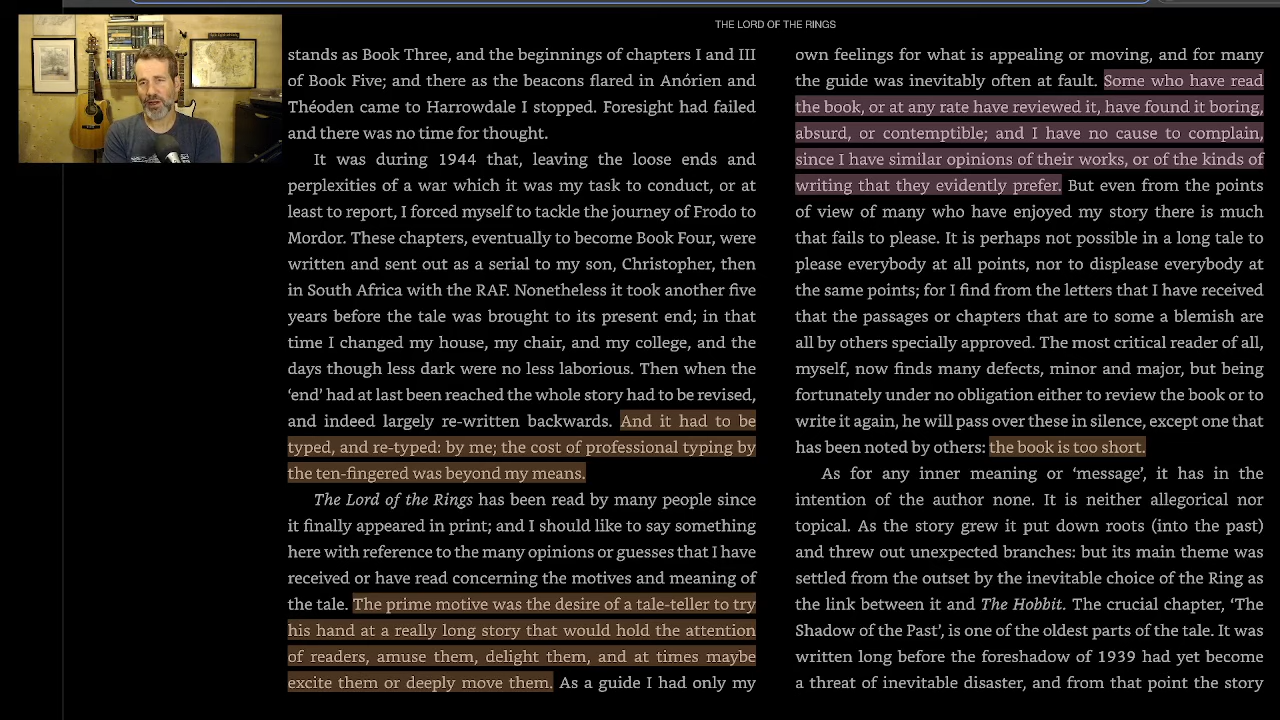 THE LORD OF THE RINGS
stands as Book Three, and the beginnings of chapters I and III
of Book Five; and there as the beacons flared in Anórien and
Théoden came to Harrowdale I stopped. Foresight had failed
and there was no time for thought.
It was during 1944 that, leaving the loose ends and
perplexities of a war which it was my task to conduct, or at
least to report, I forced myself to tackle the journey of Frodo to
Mordor. These chapters, eventually to become Book Four, were
written and sent out as a serial to my son, Christopher, then
in South Africa with the RAF. Nonetheless it took another five
years before the tale was brought to its present end; in that
time I changed my house, my chair, and my college, and the
days though less dark were no less laborious. Then when the
‘end’ had at last been reached the whole story had to be revised,
and indeed largely re-written backwards. And it had to be
typed, and re-typed: by me; the cost of professional typing by
the ten-fingered was beyond my means.
The Lord of the Rings has been read by many people since
it finally appeared in print; and I should like to say something
here with reference to the many opinions or guesses that I have
received or have read concerning the motives and meaning of
the tale. The prime motive was the desire of a tale-teller to try
his hand at a really long story that would hold the attention
of readers, amuse them, delight them, and at times maybe
excite them or deeply move them. As a guide I had only my
own feelings for what is appealing or moving, and for many
the guide was inevitably often at fault. Some who have read
the book, or at any rate have reviewed it, have found it boring,
absurd, or contemptible; and I have no cause to complain,
since I have similar opinions of their works, or of the kinds of
writing that they evidently prefer. But even from the points
of view of many who have enjoyed my story there is much
that fails to please. It is perhaps not possible in a long tale to
please everybody at all points, nor to displease everybody at
the same points; for I find from the letters that I have received
that the passages or chapters that are to some a blemish are
all by others specially approved. The most critical reader of all,
myself, now finds many defects, minor and major, but being
fortunately under no obligation either to review the book or to
write it again, he will pass over these in silence, except one that
has been noted by others: the book is too short.
As for any inner meaning or ‘message’, it has in the
intention of the author none. It is neither allegorical nor
topical. As the story grew it put down roots (into the past)
and threw out unexpected branches: but its main theme was
settled from the outset by the inevitable choice of the Ring as
the link between it and The Hobbit. The crucial chapter, ‘The
Shadow of the Past’, is one of the oldest parts of the tale. It was
written long before the foreshadow of 1939 had yet become
a threat of inevitable disaster, and from that point the story